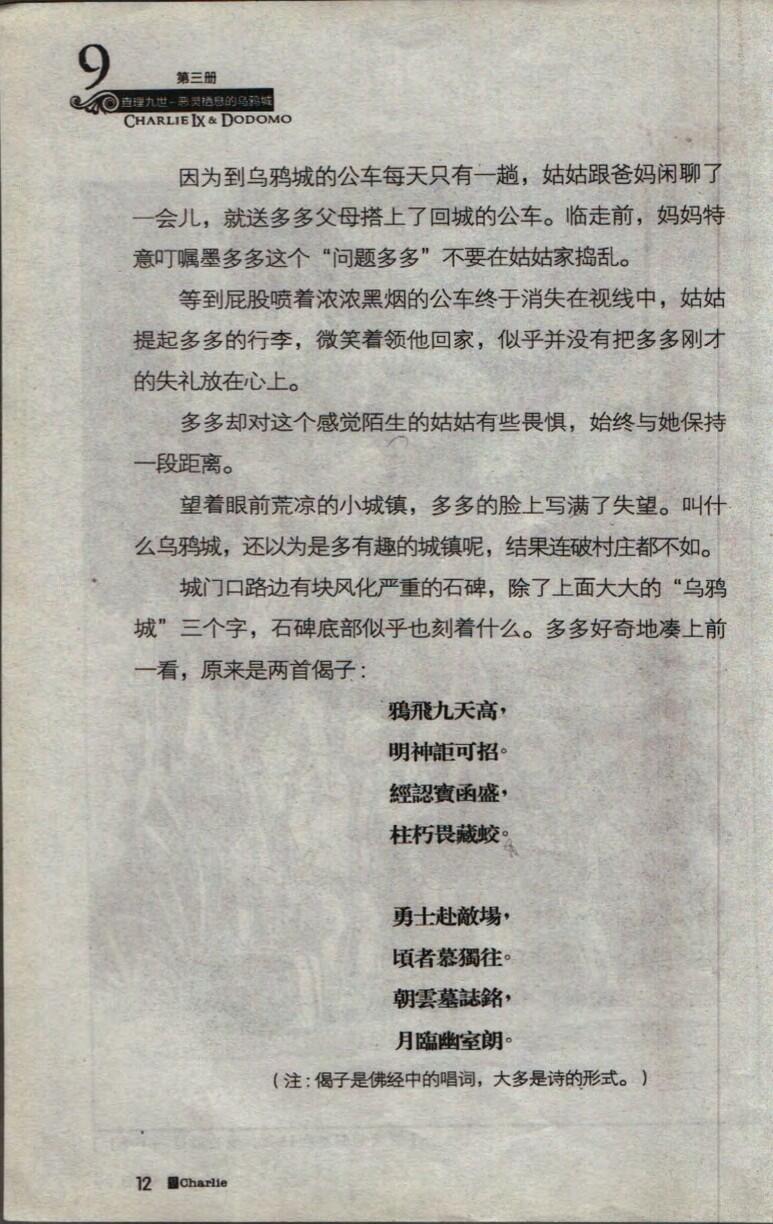 9
第三册
查理九世-恶灵栖息的乌鸦城
CHARLIE IX & DODOMO
因为到乌鸦城的公车每天只有一趟，姑姑跟爸妈闲聊了
一会儿，就送多多父母搭上了回城的公车。临走前，妈妈特
意叮嘱墨多多这个“问题多多”不要在姑姑家捣乱。
等到屁股喷着浓浓黑烟的公车终于消失在视线中，姑姑
提起多多的行李，微笑着领他回家，似乎并没有把多多刚才
的失礼放在心上。
多多却对这个感觉陌生的姑姑有些畏惧，始终与她保持
一段距离。
望着眼前荒凉的小城镇，多多的脸上写满了失望。叫什
么乌鸦城，还以为是多有趣的城镇呢，结果连破村庄都不如。
城门口路边有块风化严重的石碑，除了上面大大的“乌鸦
城”三个字，石碑底部似乎也刻着什么。多多好奇地凑上前
一看，原来是两首偈子：
鴉飛九天高，
明神詎可招。
經認寶函盛，
柱朽畏藏蛟。
勇士赴敵場，
頃者慕獨往。
朝雲墓誌銘，
月臨幽室朗。
（注：偈子是佛经中的唱词，大多是诗的形式。）
12 Charlie